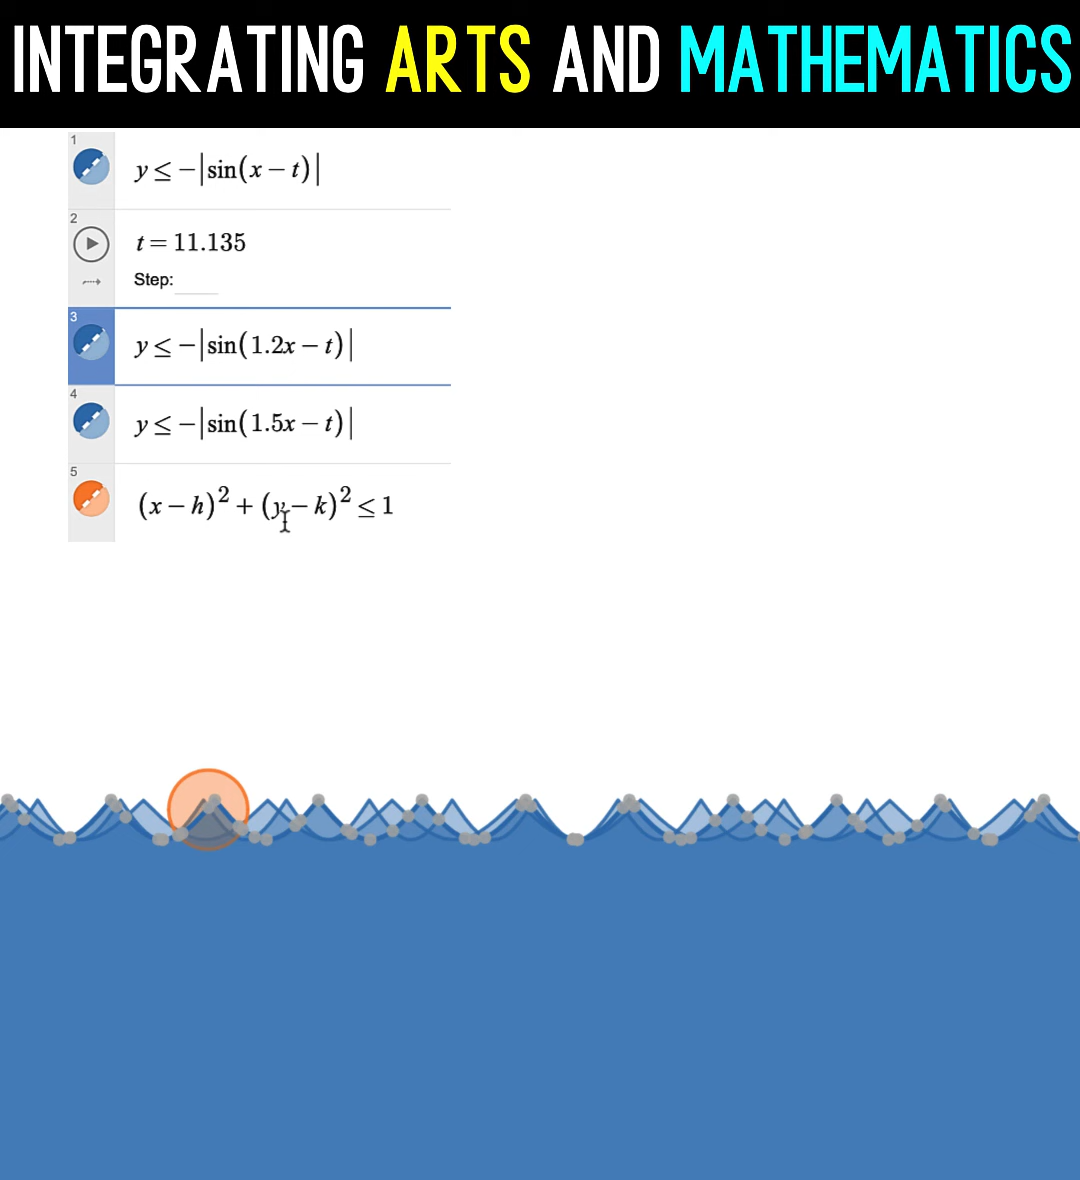 INTEGRATING ARTS AND MATHEMATICS
1
y ≤ −|sin(x − t)|
2
t = 11.135
Step:
3
y ≤ −|sin(1.2x − t)|
4
y ≤ −|sin(1.5x − t)|
5
(x − h)² + (y − k)² ≤ 1